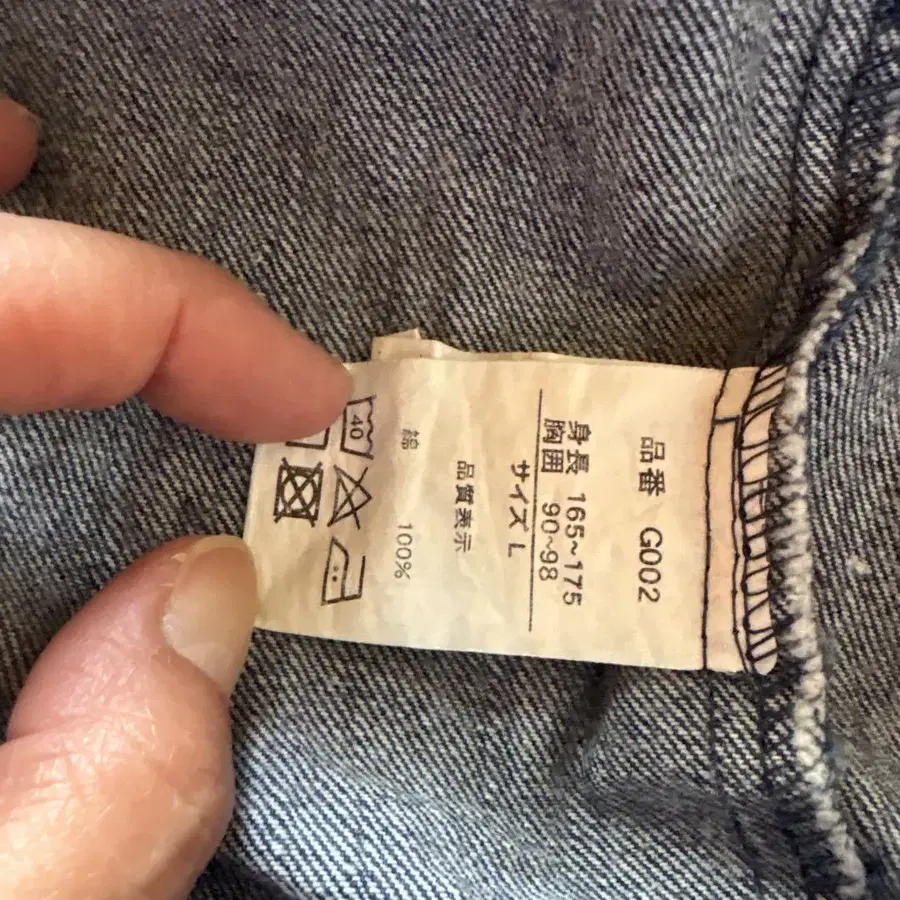 品番 G002
身長 165~175
胸囲 90~98
サイズ L
品質表示
綿 100%
40